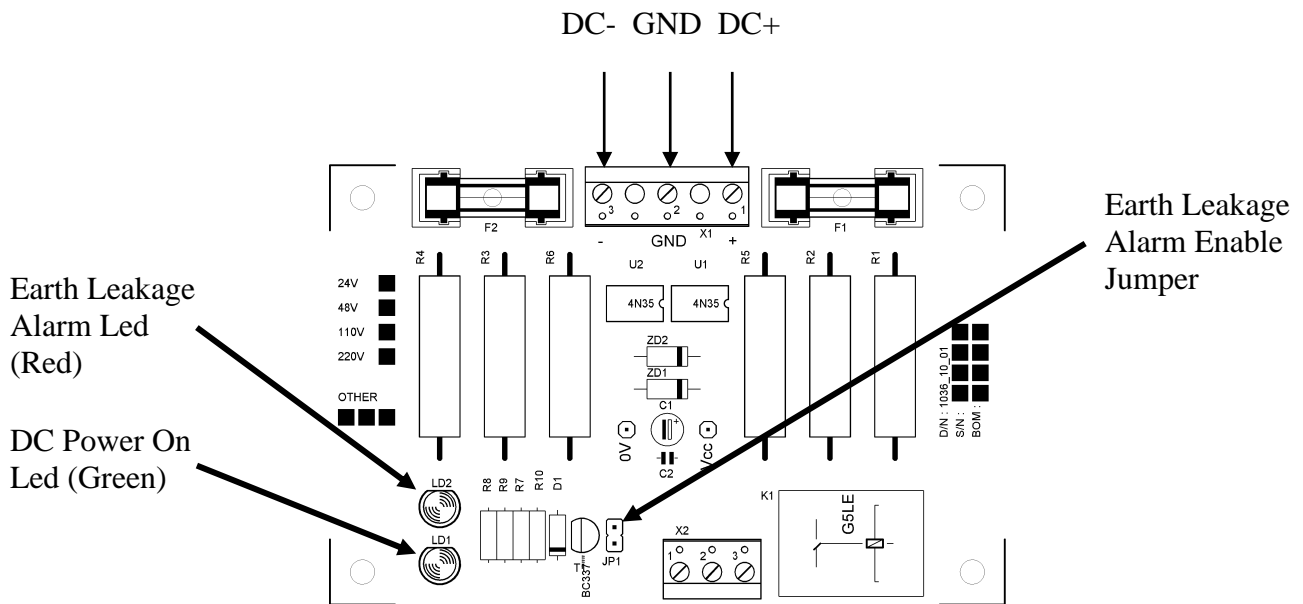 DC- GND DC+
Earth Leakage
Alarm Enable
Jumper
F2
3
2
X1
1
F1
- GND +
R4
R3
R6
U2
U1
R5
R2
R1
4N35
4N35
24V
48V
110V
220V
OTHER
Earth Leakage
Alarm Led
(Red)
ZD2
ZD1
C1
+
0V
Vcc
C2
D/N : 1036_10_01
S/N :
BOM :
DC Power On
Led (Green)
LD2
LD1
R8
R9
R7
R10
D1
BC337
JP1
X2
1
2
3
K1
G5LE